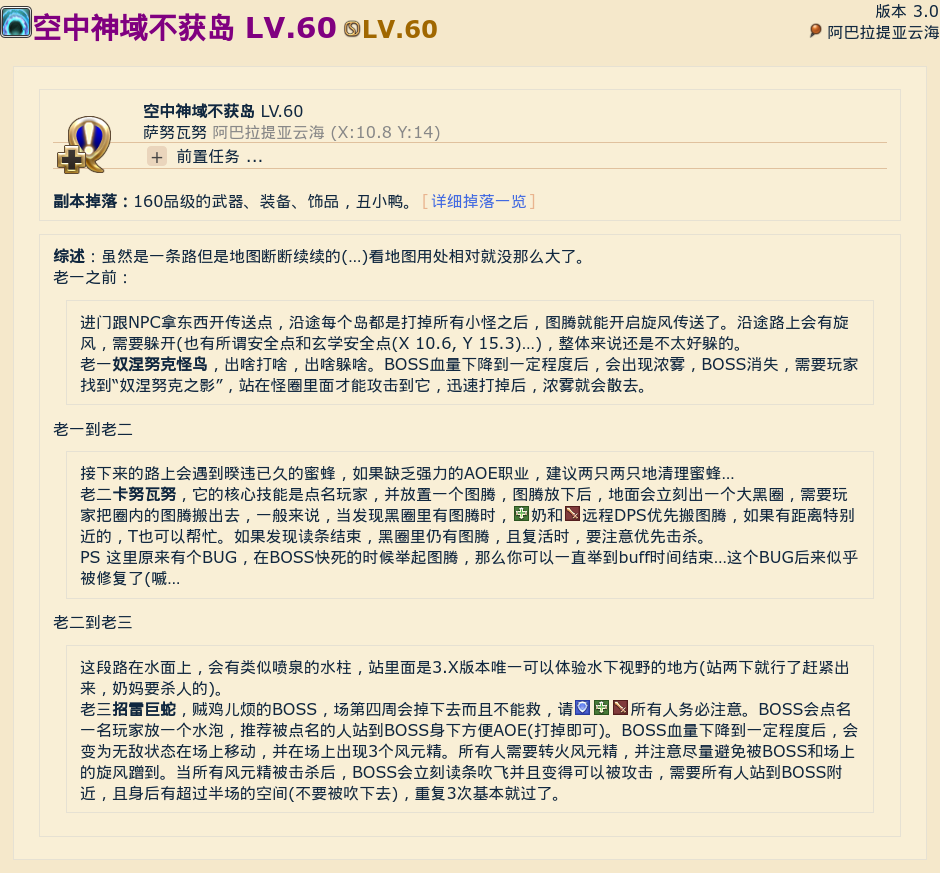 空中神域不获岛 LV.60 LV.60
版本 3.0
阿巴拉提亚云海
空中神域不获岛 LV.60
萨努瓦努 阿巴拉提亚云海 (X:10.8 Y:14)
+ 前置任务 ...
副本掉落：160品级的武器、装备、饰品，丑小鸭。 [ 详细掉落一览 ]
综述：虽然是一条路但是地图断断续续的(...)看地图用处相对就没那么大了。
老一之前：
进门跟NPC拿东西开传送点，沿途每个岛都是打掉所有小怪之后，图腾就能开启旋风传送了。沿途路上会有旋
风，需要躲开(也有所谓安全点和玄学安全点(X 10.6, Y 15.3)...)，整体来说还是不太好躲的。
老一奴涅努克怪鸟，出啥打啥，出啥躲啥。BOSS血量下降到一定程度后，会出现浓雾，BOSS消失，需要玩家
找到“奴涅努克之影”，站在怪圈里面才能攻击到它，迅速打掉后，浓雾就会散去。
老一到老二
接下来的路上会遇到暌违已久的蜜蜂，如果缺乏强力的AOE职业，建议两只两只地清理蜜蜂...
老二卡努瓦努，它的核心技能是点名玩家，并放置一个图腾，图腾放下后，地面会立刻出一个大黑圈，需要玩
家把圈内的图腾搬出去，一般来说，当发现黑圈里有图腾时，奶和远程DPS优先搬图腾，如果有距离特别
近的，T也可以帮忙。如果发现读条结束，黑圈里仍有图腾，且复活时，要注意优先击杀。
PS 这里原来有个BUG，在BOSS快死的时候举起图腾，那么你可以一直举到buff时间结束...这个BUG后来似乎
被修复了(嘁...
老二到老三
这段路在水面上，会有类似喷泉的水柱，站里面是3.X版本唯一可以体验水下视野的地方(站两下就行了赶紧出
来，奶妈要杀人的)。
老三招雷巨蛇，贼鸡儿烦的BOSS，场第四周会掉下去而且不能救，请所有人务必注意。BOSS会点名
一名玩家放一个水泡，推荐被点名的人站到BOSS身下方便AOE(打掉即可)。BOSS血量下降到一定程度后，会
变为无敌状态在场上移动，并在场上出现3个风元精。所有人需要转火风元精，并注意尽量避免被BOSS和场上
的旋风蹭到。当所有风元精被击杀后，BOSS会立刻读条吹飞并且变得可以被攻击，需要所有人站到BOSS附
近，且身后有超过半场的空间(不要被吹下去)，重复3次基本就过了。